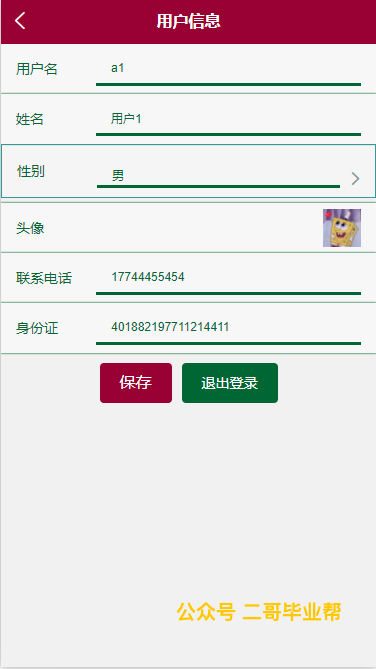 用户信息
用户名 a1
姓名 用户1
性别 男
头像
联系电话 17744455454
身份证 401882197711214411
保存 退出登录
公众号 二哥毕业帮